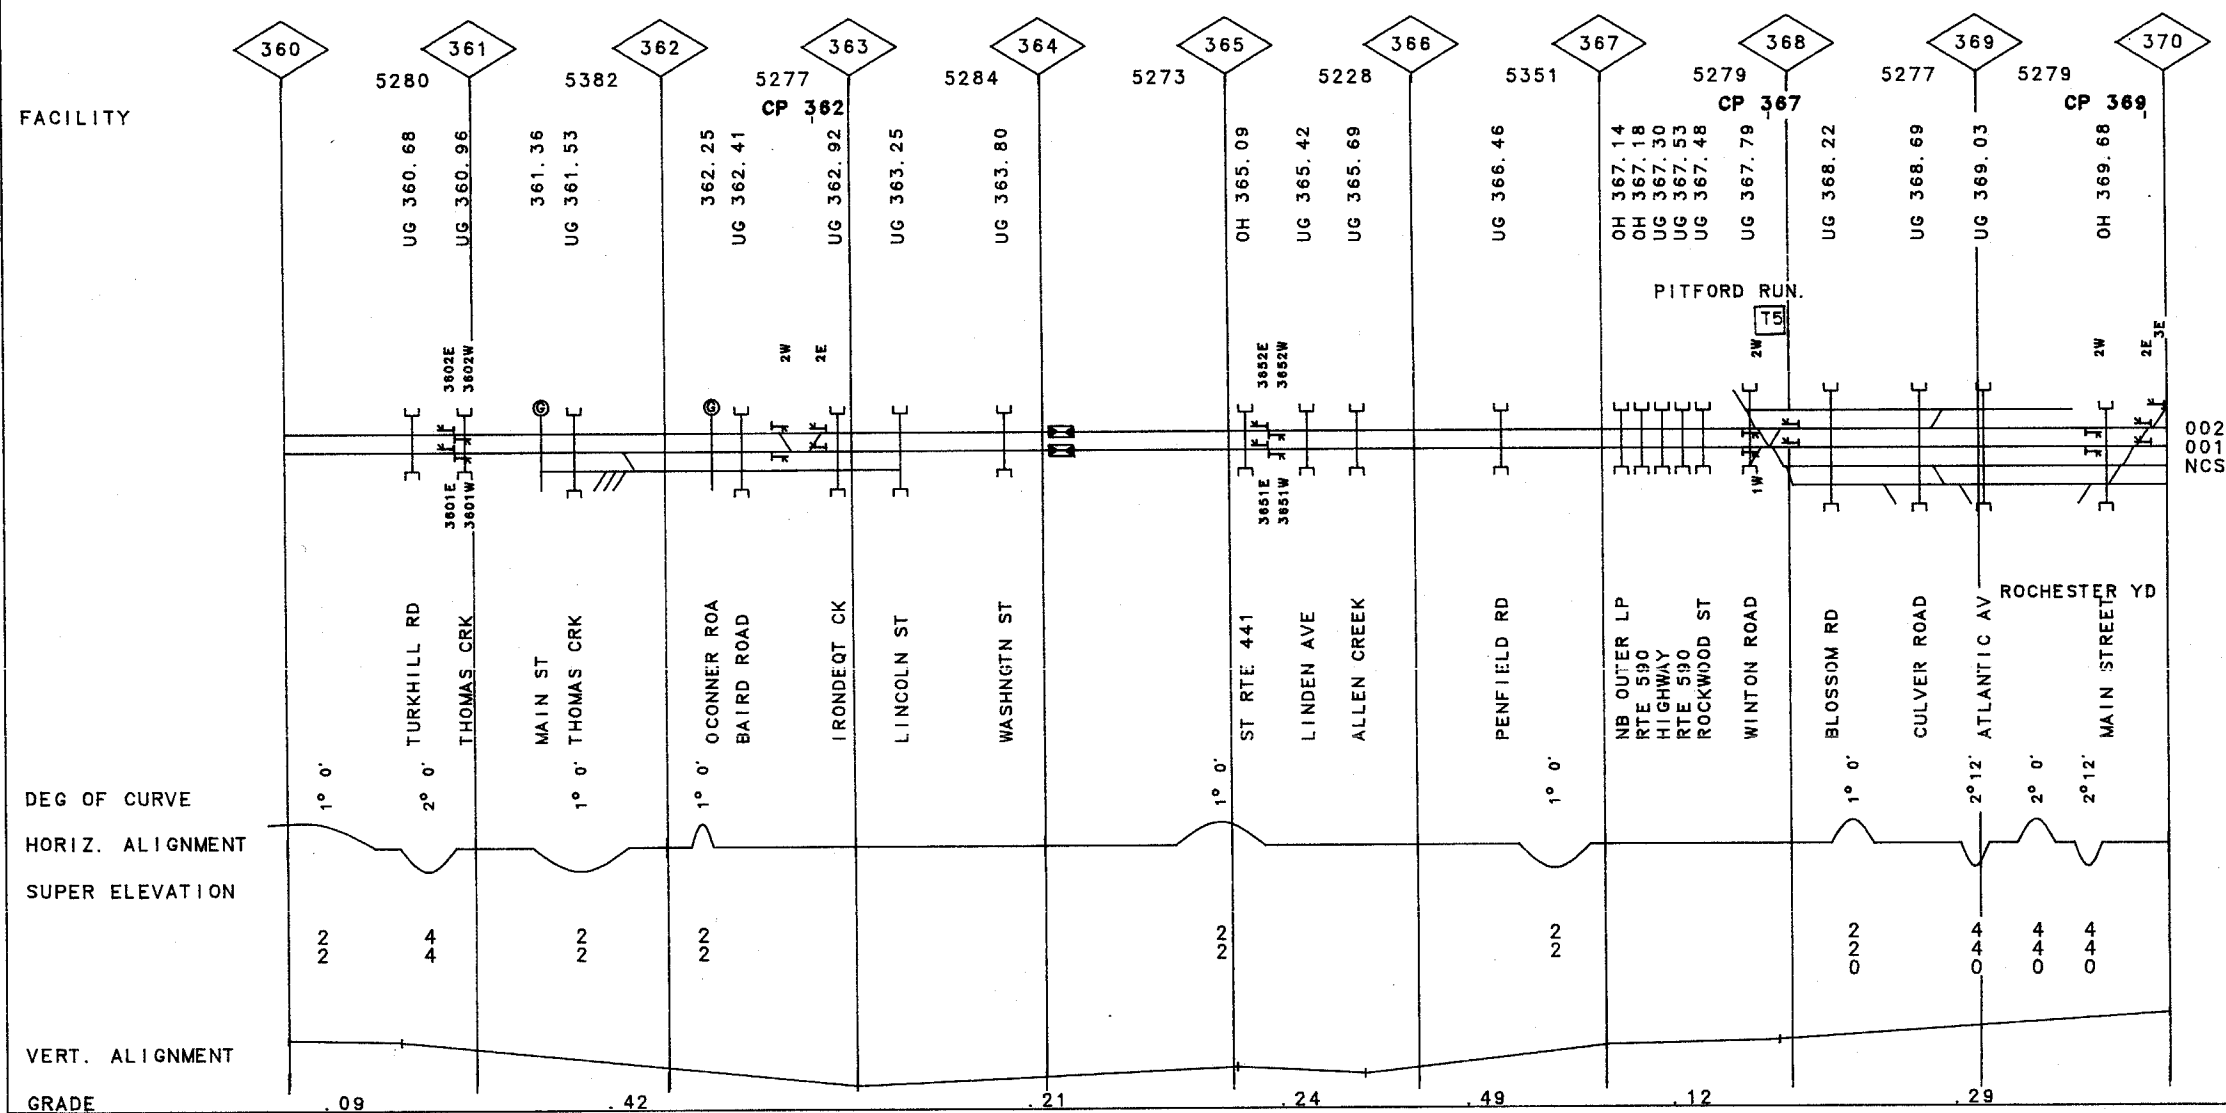 360 361 362 363 364 365 366 367 368 369 370
5280 5382 5277 5284 5273 5228 5351 5279 5277 5279
CP 362 CP 367 CP 369
FACILITY
UG 360.68
UG 360.96
361.36
UG 361.53
362.25
UG 362.41
UG 362.92
UG 363.25
UG 363.80
OH 365.09
UG 365.42
UG 365.69
UG 366.46
OH 367.14
OH 367.18
UG 367.30
UG 367.53
UG 367.48
UG 367.79
UG 368.22
UG 368.69
UG 369.03
OH 369.68
PITFORD RUN.
T5
3602E
3602W
2W
2E
3652E
3652W
2W
2W
2E
3E
G
G
002
001
NCS
3601E
3601W
3651E
3651W
1W
ROCHESTER YD
TURKHILL RD
THOMAS CRK
MAIN ST
THOMAS CRK
OCONNER ROA
BAIRD ROAD
IRONDEQT CK
LINCOLN ST
WASHNGTN ST
ST RTE 441
LINDEN AVE
ALLEN CREEK
PENFIELD RD
NB OUTER LP
RTE 590
HIGHWAY
RTE 590
ROCKWOOD ST
WINTON ROAD
BLOSSOM RD
CULVER ROAD
ATLANTIC AV
MAIN STREET
DEG OF CURVE 1° 0' 2° 0' 1° 0' 1° 0' 1° 0' 1° 0' 1° 0' 2° 12' 2° 0' 2° 12'
HORIZ. ALIGNMENT
SUPER ELEVATION
2 4 2 2 2 2 2 4 4 4
2 4 2 2 2 2 2 4 4 4
0 0 0 0
VERT. ALIGNMENT
GRADE .09 .42 .21 .24 .49 .12 .29